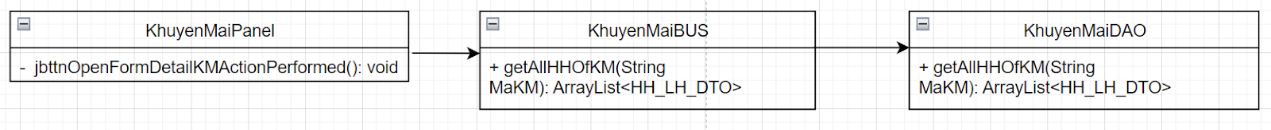 KhuyenMaiPanel
- jbttnOpenFormDetailKMActionPerformed(): void
KhuyenMaiBUS
+ getAllHHOfKM(String
MaKM): ArrayList<HH_LH_DTO>
KhuyenMaiDAO
+ getAllHHOfKM(String
MaKM): ArrayList<HH_LH_DTO>